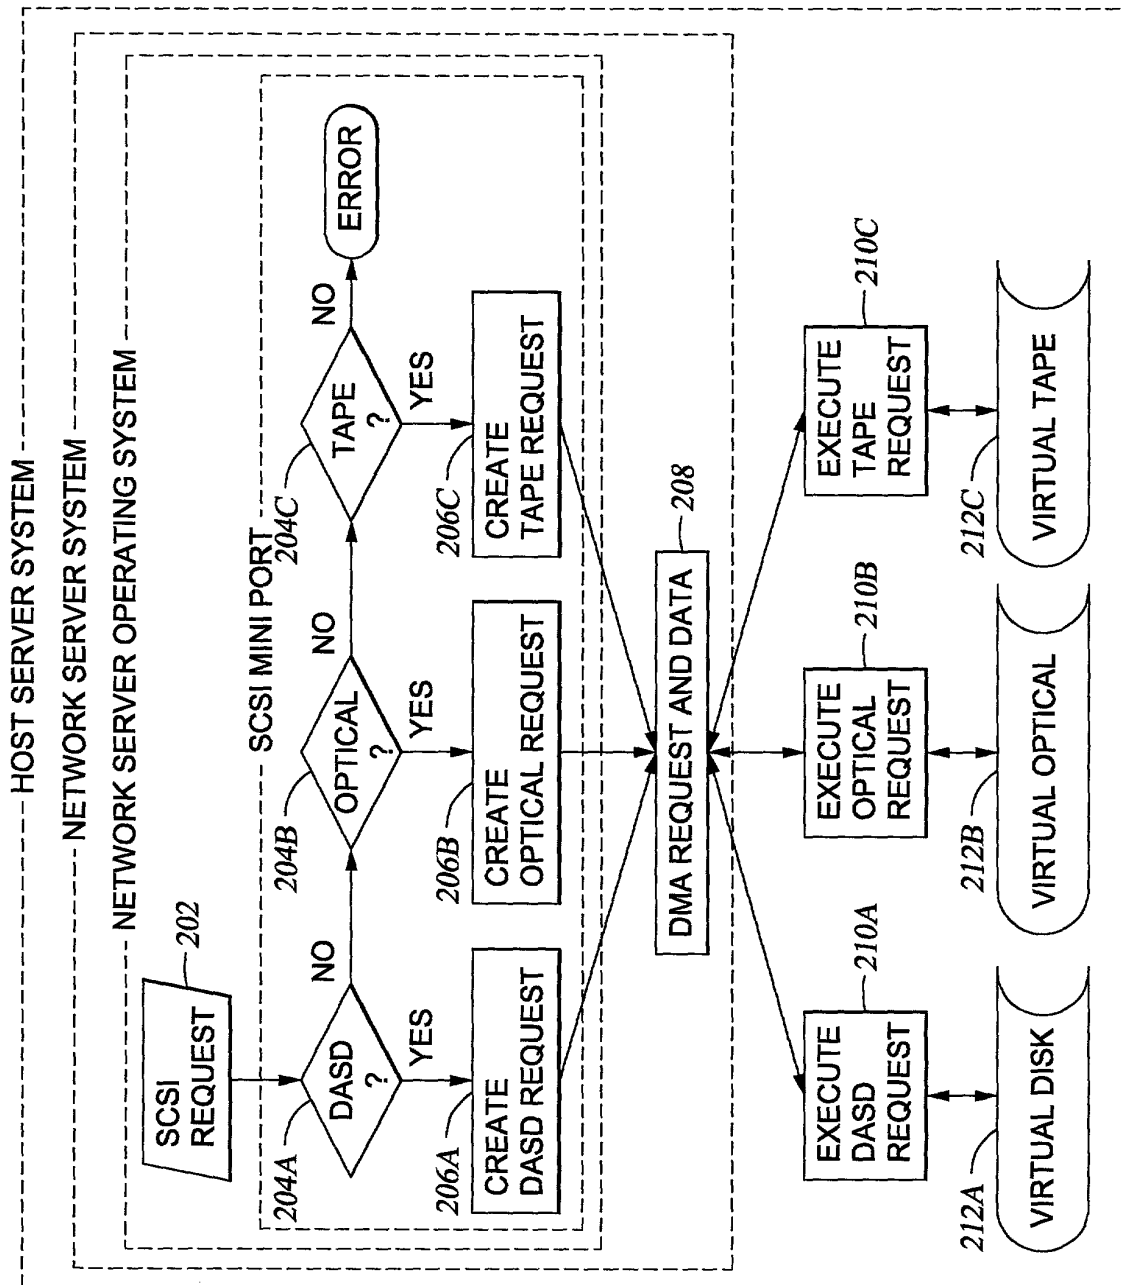 HOST SERVER SYSTEM
NETWORK SERVER SYSTEM
NETWORK SERVER OPERATING SYSTEM
SCSI
REQUEST
202
SCSI MINI PORT
204A
DASD
?
NO
YES
204B
OPTICAL
?
NO
YES
204C
TAPE
?
NO
YES
ERROR
206A
CREATE
DASD REQUEST
206B
CREATE
OPTICAL REQUEST
206C
CREATE
TAPE REQUEST
DMA REQUEST AND DATA
208
EXECUTE
DASD
REQUEST
210A
EXECUTE
OPTICAL
REQUEST
210B
EXECUTE
TAPE
REQUEST
210C
212A
VIRTUAL DISK
212B
VIRTUAL OPTICAL
212C
VIRTUAL TAPE